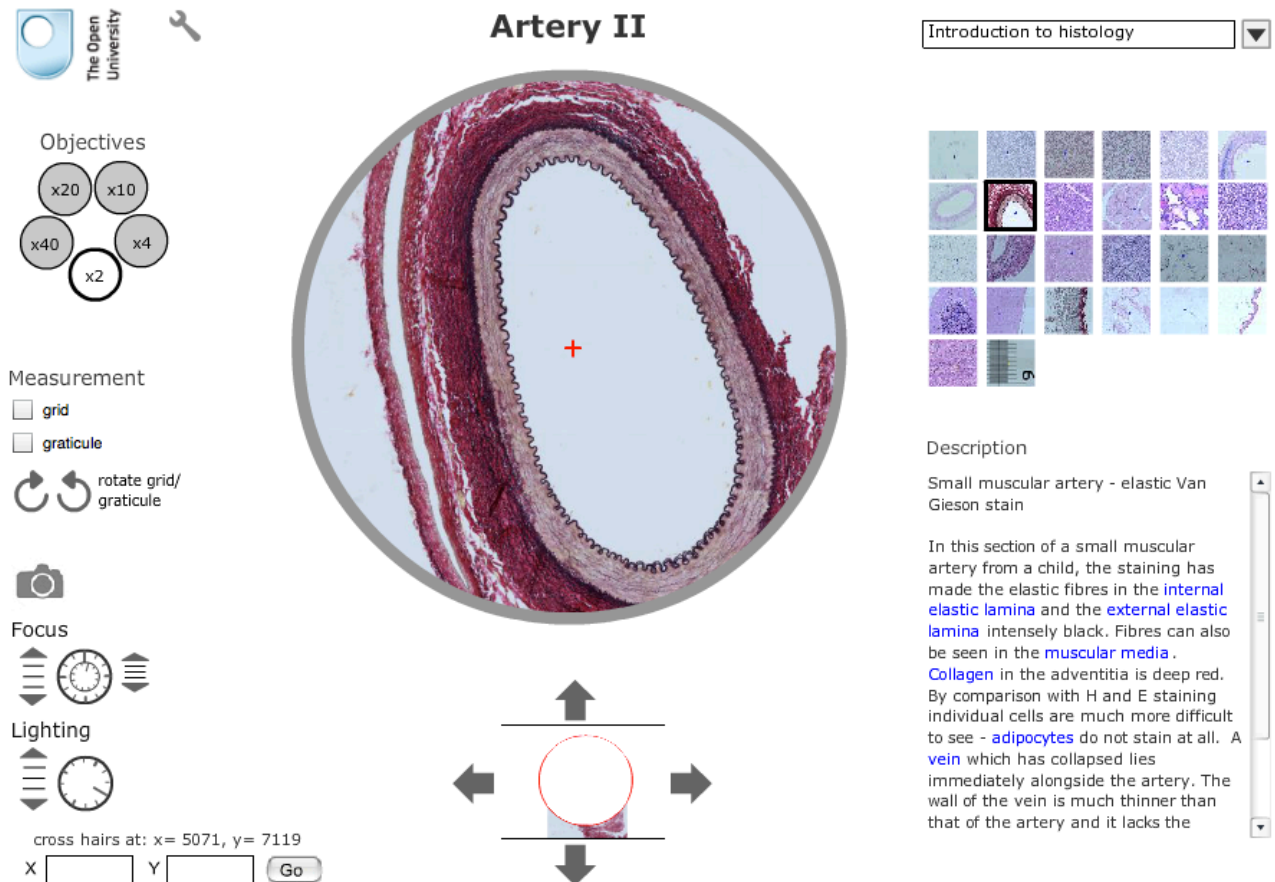 The Open
University
Artery II
Introduction to histology
Objectives
x20
x10
x40
x4
x2
Measurement
grid
graticule
rotate grid/
graticule
Focus
Lighting
cross hairs at: x= 5071, y= 7119
X
Y
Go
9
Description
Small muscular artery - elastic Van
Gieson stain
In this section of a small muscular
artery from a child, the staining has
made the elastic fibres in the internal
elastic lamina and the external elastic
lamina intensely black. Fibres can also
be seen in the muscular media.
Collagen in the adventitia is deep red.
By comparison with H and E staining
individual cells are much more difficult
to see - adipocytes do not stain at all. A
vein which has collapsed lies
immediately alongside the artery. The
wall of the vein is much thinner than
that of the artery and it lacks the